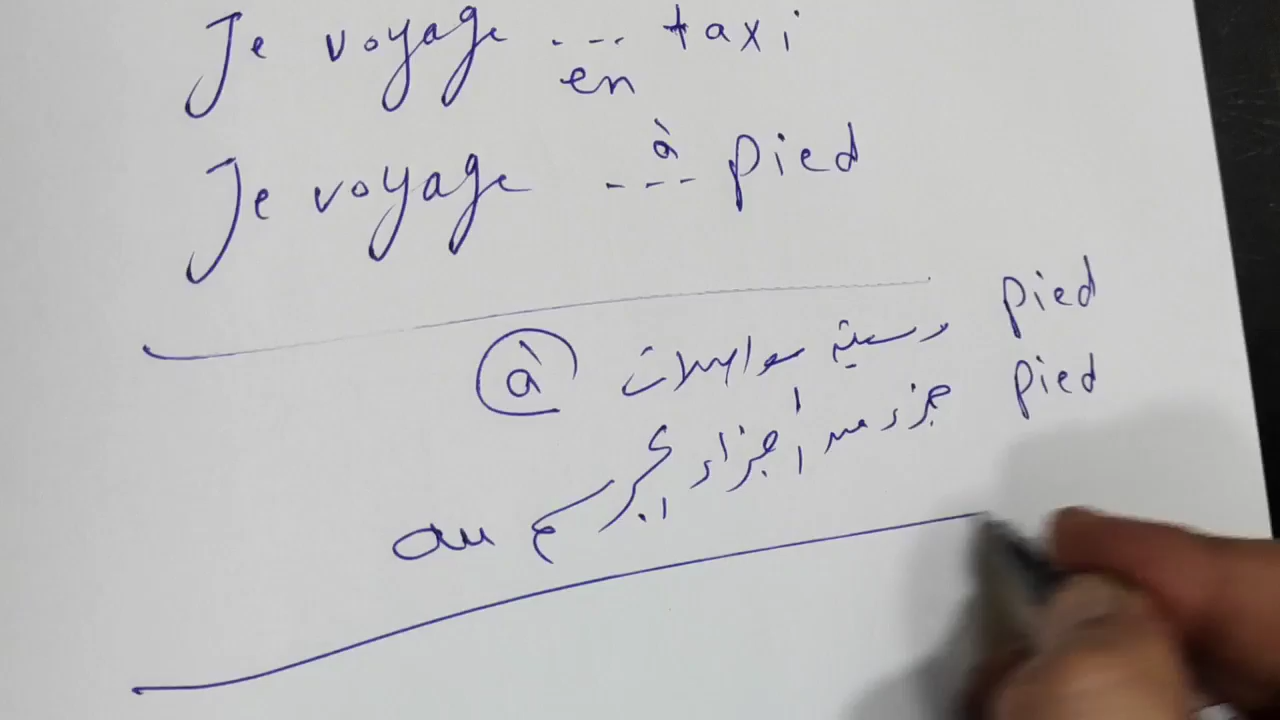 Je voyage ... taxi
en
Je voyage ... à pied
pied وسيلة مواصلات à
pied جزء من أجزاء الجسم au